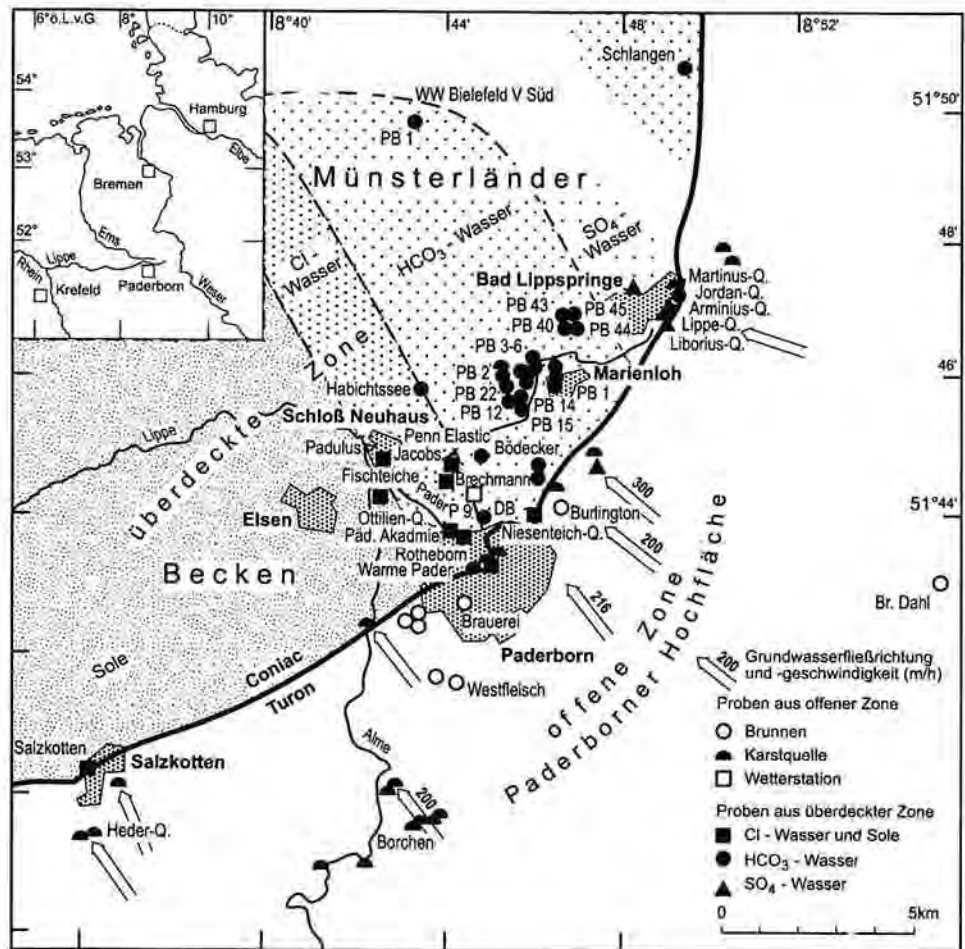 6° ö.L.v.G.
8°
10°
54°
53°
52°
Hamburg
Elbe
Bremen
Ems
Weser
Lippe
Rhein
Krefeld
Paderborn
8°40
44
48
8°52
51°50'
48'
46'
51°44'
Schlangen
WW Bielefeld V Süd
PB 1
Münsterländer
Cl
Wasser
HCO₃ - Wasser
SO₄ -
Wasser
Bad Lippspringe
Martinus-Q.
Jordan-Q.
Arminius-Q.
Lippe-Q.
Liborius-Q.
PB 43
PB 45
PB 40
PB 44
PB 3-6
PB 2
PB 22
PB 12
PB 14
PB 15
PB 1
Marienloh
Habichtssee
Zone
überdeckte
Becken
Lippe
Schloß Neuhaus
Penn Elastic
Padulus
Jacobs
Bödecker
Fischteiche
Brechmann
Pader
P 9
DB
Burlington
Elsen
Ottilien-Q.
Niesenteich-Q.
Päd. Akadmie
Rotheborn
Warme Pader
Brauerei
Paderborn
Westfleisch
300
200
216
Br. Dahl
offene Zone
Paderborner Hochfläche
Sole
Coniac
Turon
Alme
Salzkotten
Salzkotten
Heder-Q.
200
Borchen
200
Grundwasserfließrichtung
und -geschwindigkeit (m/h)
Proben aus offener Zone
Brunnen
Karstquelle
Wetterstation
Proben aus überdeckter Zone
Cl - Wasser und Sole
HCO₃ - Wasser
SO₄ - Wasser
0
5km